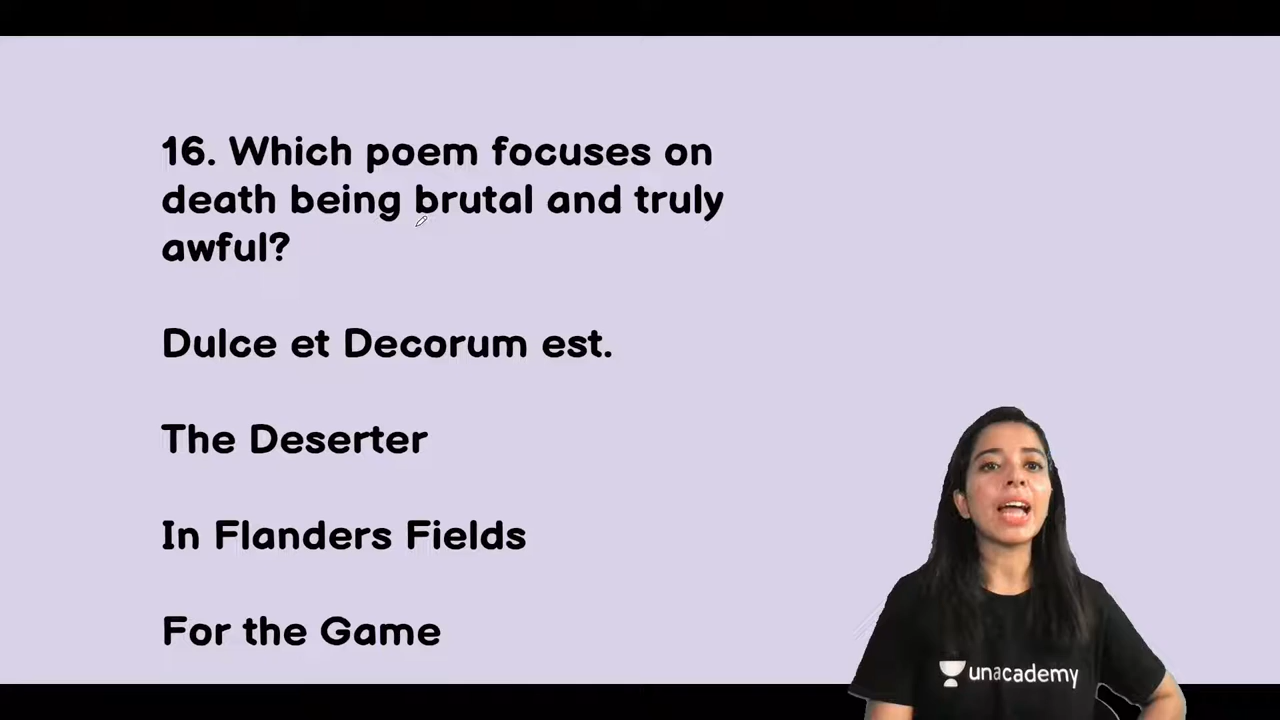 16. Which poem focuses on
death being brutal and truly
awful?
Dulce et Decorum est.
The Deserter
In Flanders Fields
For the Game
unacademy